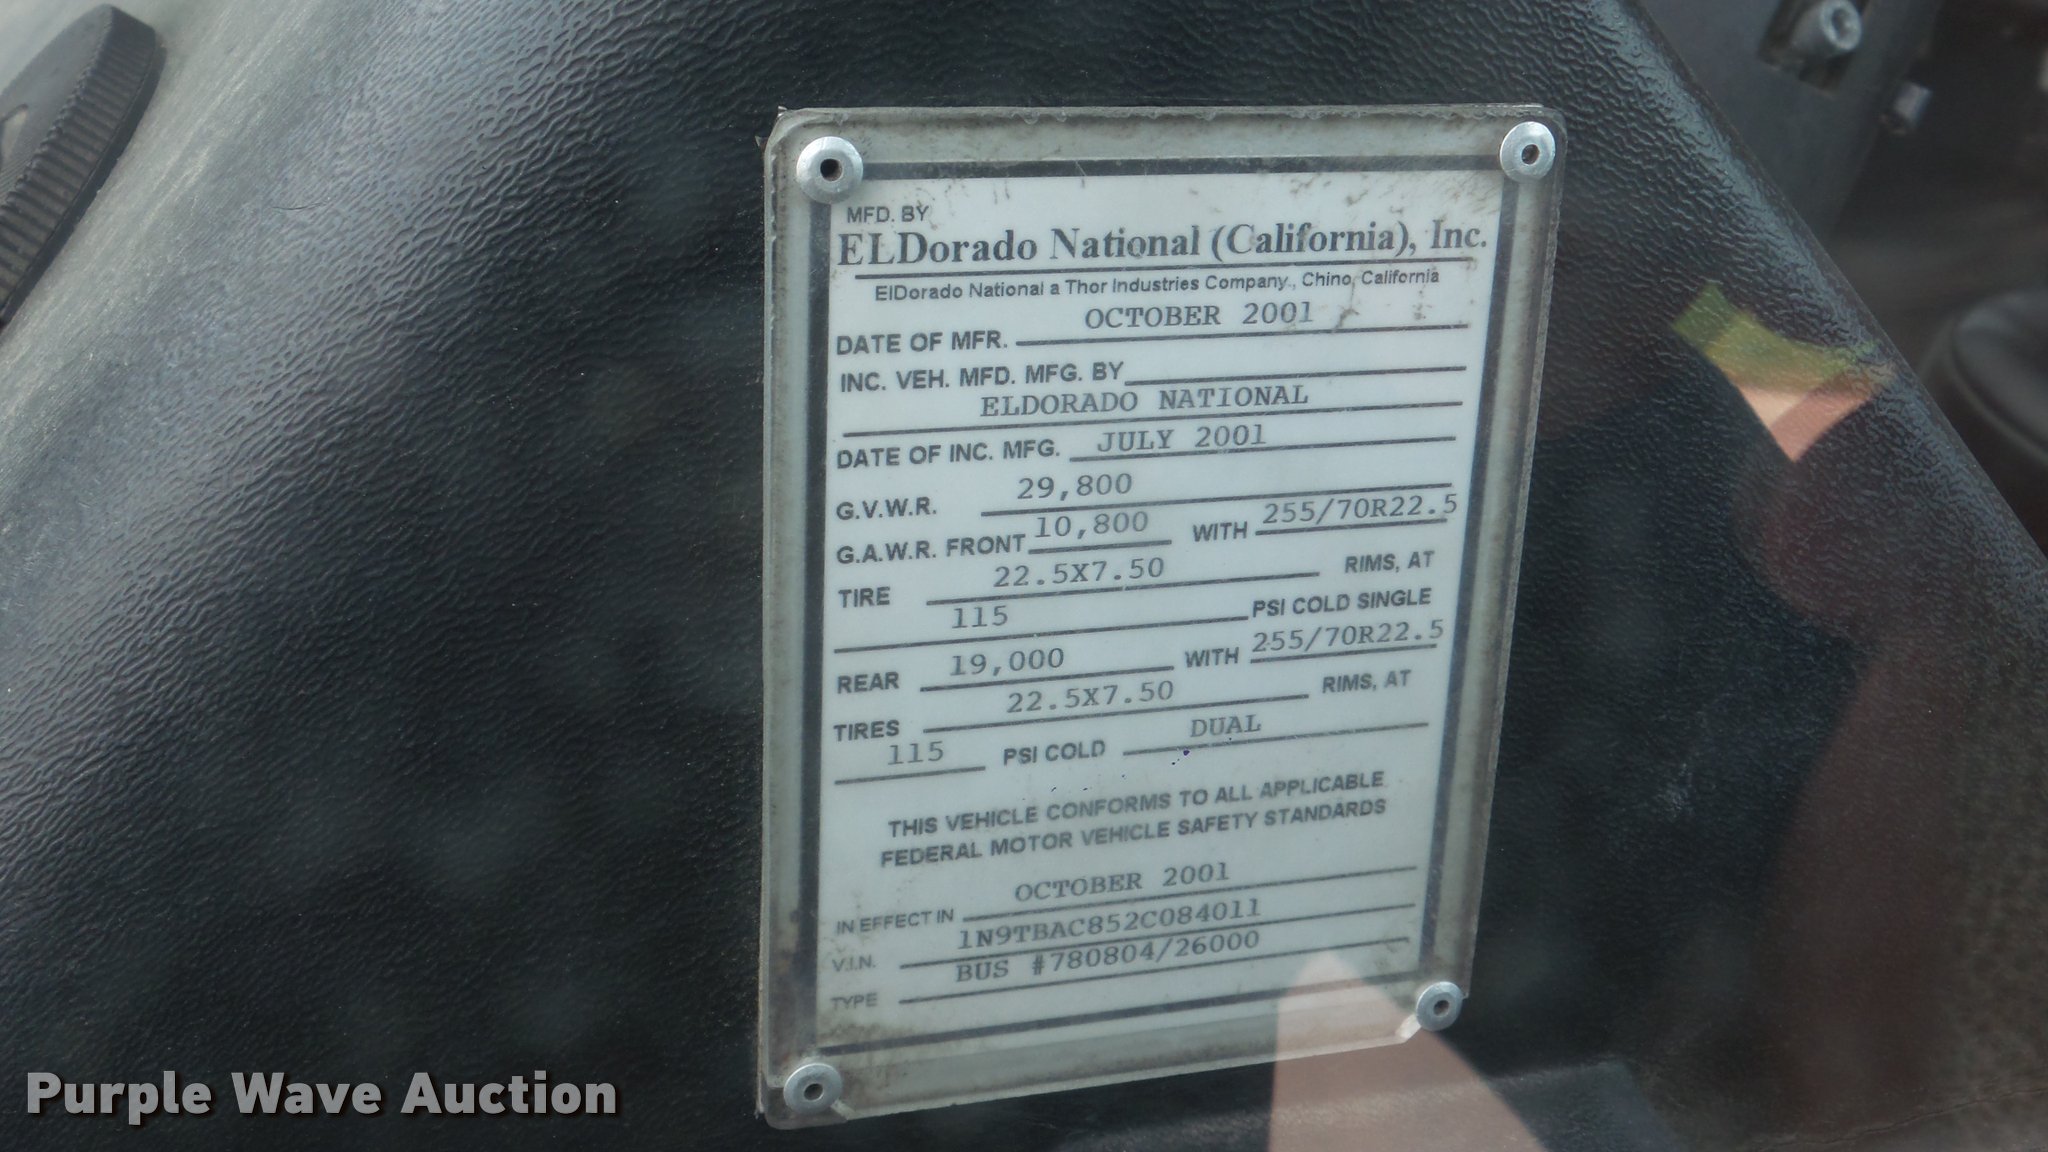 MFD. BY
ELDorado National (California), Inc.
ElDorado National a Thor Industries Company., Chino, California
DATE OF MFR. OCTOBER 2001
INC. VEH. MFD. MFG. BY
ELDORADO NATIONAL
DATE OF INC. MFG. JULY 2001
G.V.W.R. 29,800
G.A.W.R. FRONT 10,800 WITH 255/70R22.5
TIRE 22.5X7.50 RIMS, AT
115 PSI COLD SINGLE
REAR 19,000 WITH 255/70R22.5
TIRES 22.5X7.50 RIMS, AT
115 PSI COLD DUAL
THIS VEHICLE CONFORMS TO ALL APPLICABLE
FEDERAL MOTOR VEHICLE SAFETY STANDARDS
IN EFFECT IN OCTOBER 2001
V.I.N. 1N9TBAC852C084011
TYPE BUS #780804/26000
Purple Wave Auction